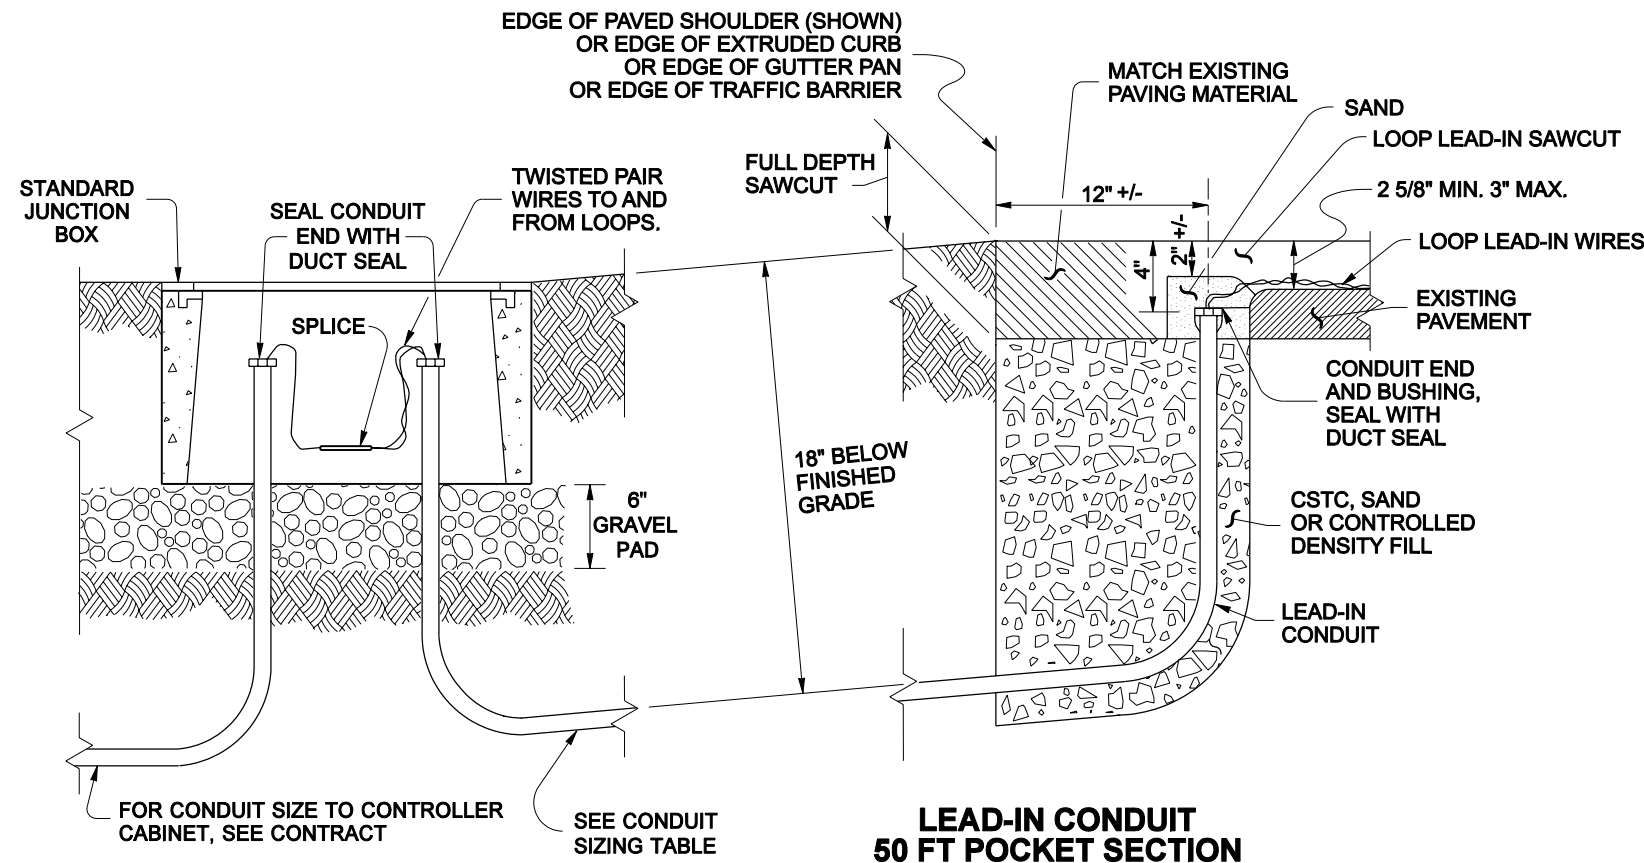 EDGE OF PAVED SHOULDER (SHOWN)
OR EDGE OF EXTRUDED CURB
OR EDGE OF GUTTER PAN
OR EDGE OF TRAFFIC BARRIER
MATCH EXISTING
PAVING MATERIAL
SAND
LOOP LEAD-IN SAWCUT
FULL DEPTH
SAWCUT
2 5/8" MIN. 3" MAX.
12" +/-
2" +/-
4"
LOOP LEAD-IN WIRES
EXISTING
PAVEMENT
STANDARD
JUNCTION
BOX
SEAL CONDUIT
END WITH
DUCT SEAL
TWISTED PAIR
WIRES TO AND
FROM LOOPS.
SPLICE
CONDUIT END
AND BUSHING,
SEAL WITH
DUCT SEAL
18" BELOW
FINISHED
GRADE
6"
GRAVEL
PAD
CSTC, SAND
OR CONTROLLED
DENSITY FILL
LEAD-IN
CONDUIT
FOR CONDUIT SIZE TO CONTROLLER
CABINET, SEE CONTRACT
SEE CONDUIT
SIZING TABLE
LEAD-IN CONDUIT
50 FT POCKET SECTION